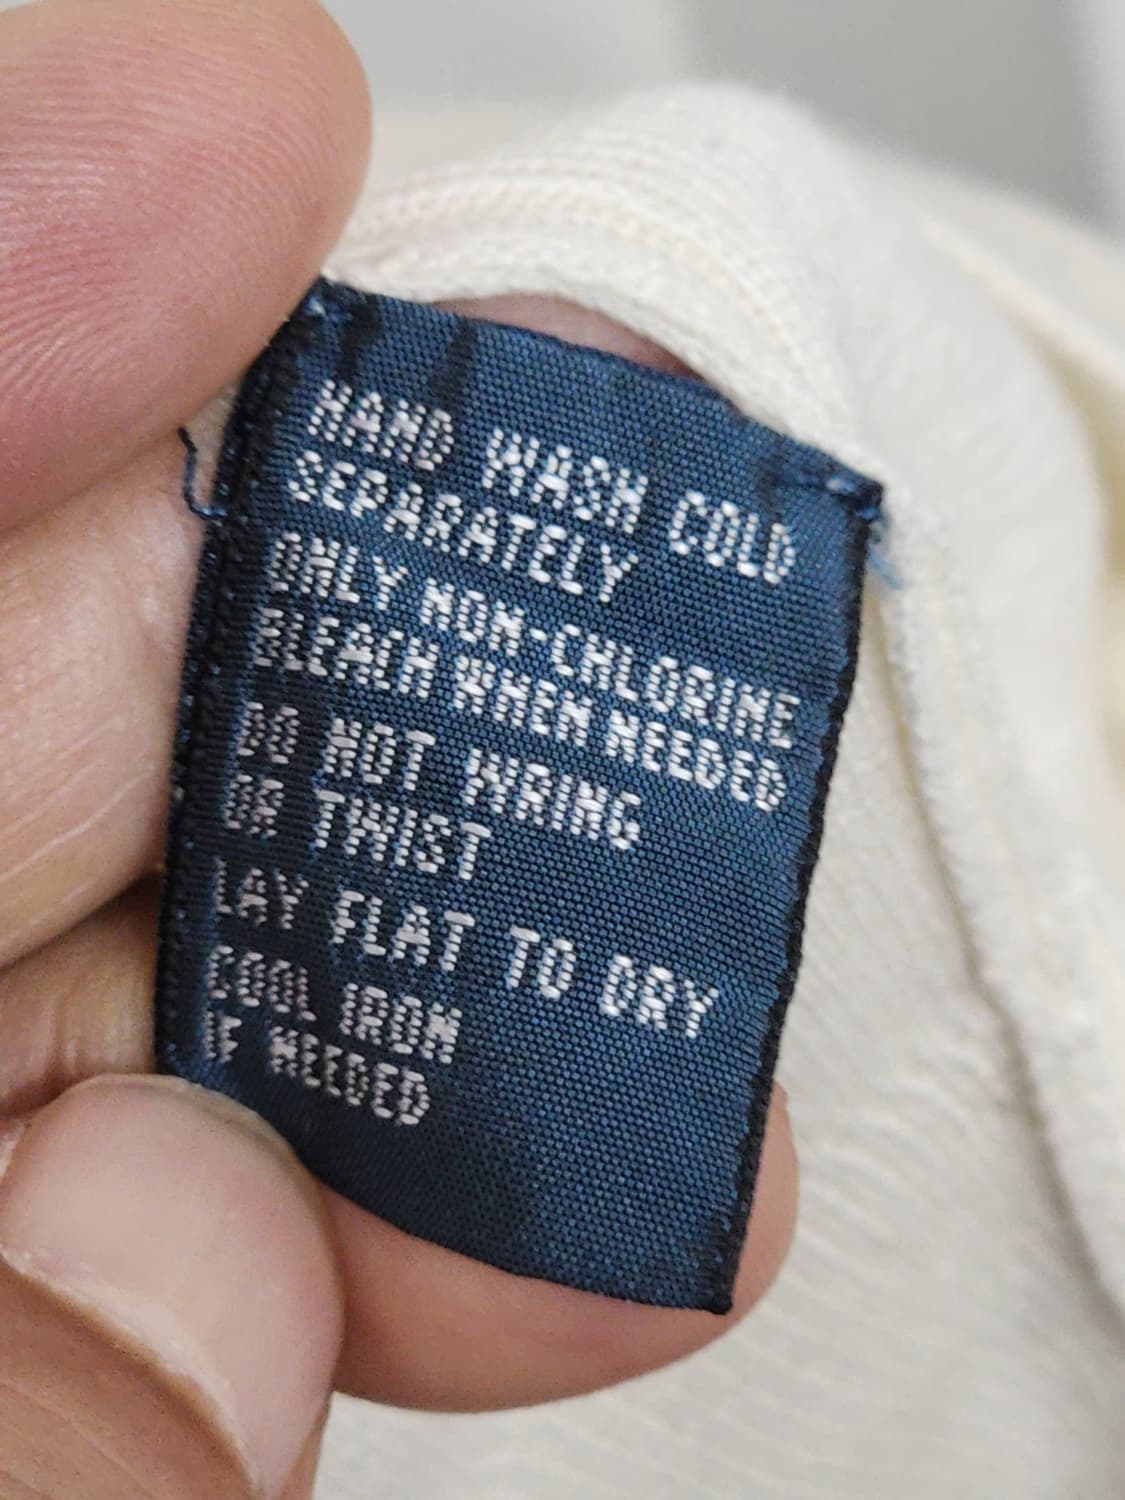 HAND WASH COLD
SEPARATELY
ONLY NON-CHLORINE
BLEACH WHEN NEEDED
DO NOT WRING
OR TWIST
LAY FLAT TO DRY
COOL IRON
IF NEEDED